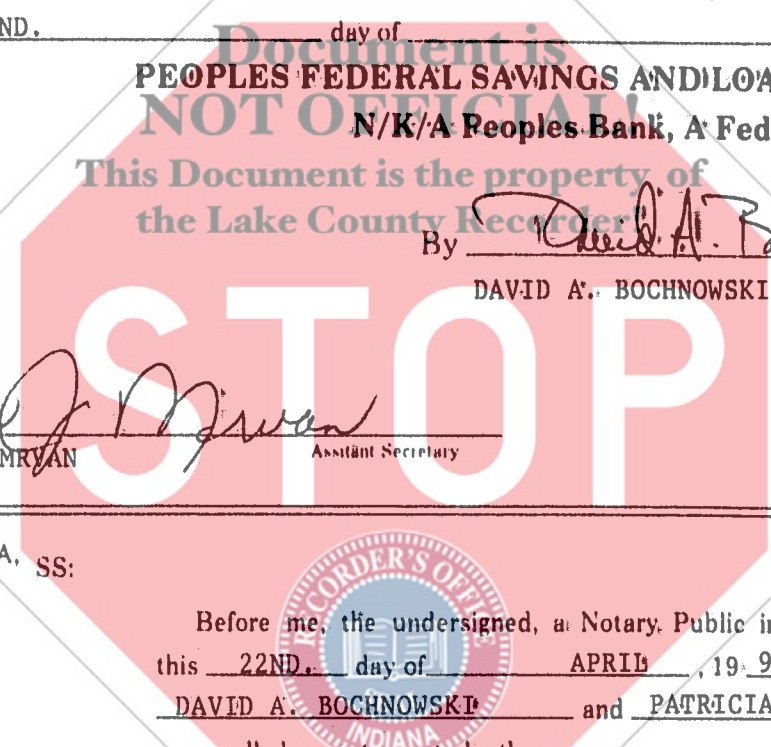 ND. day of
Document is
PEOPLES FEDERAL SAVINGS AND LOA
NOT OFFICIAL!
N/K/A Peoples Bank, A Fed
This Document is the property of
the Lake County Recorder!
By David A. B
DAVID A. BOCHNOWSKI
STOP
J Mrvan
MRVAN Assistant Secretary
A, SS:
RECORDER'S OFFICE
Before me, the undersigned, a Notary Public i
this 22ND. day of APRIL, 19 9
DAVID A. BOCHNOWSKI and PATRICIA
INDIANA